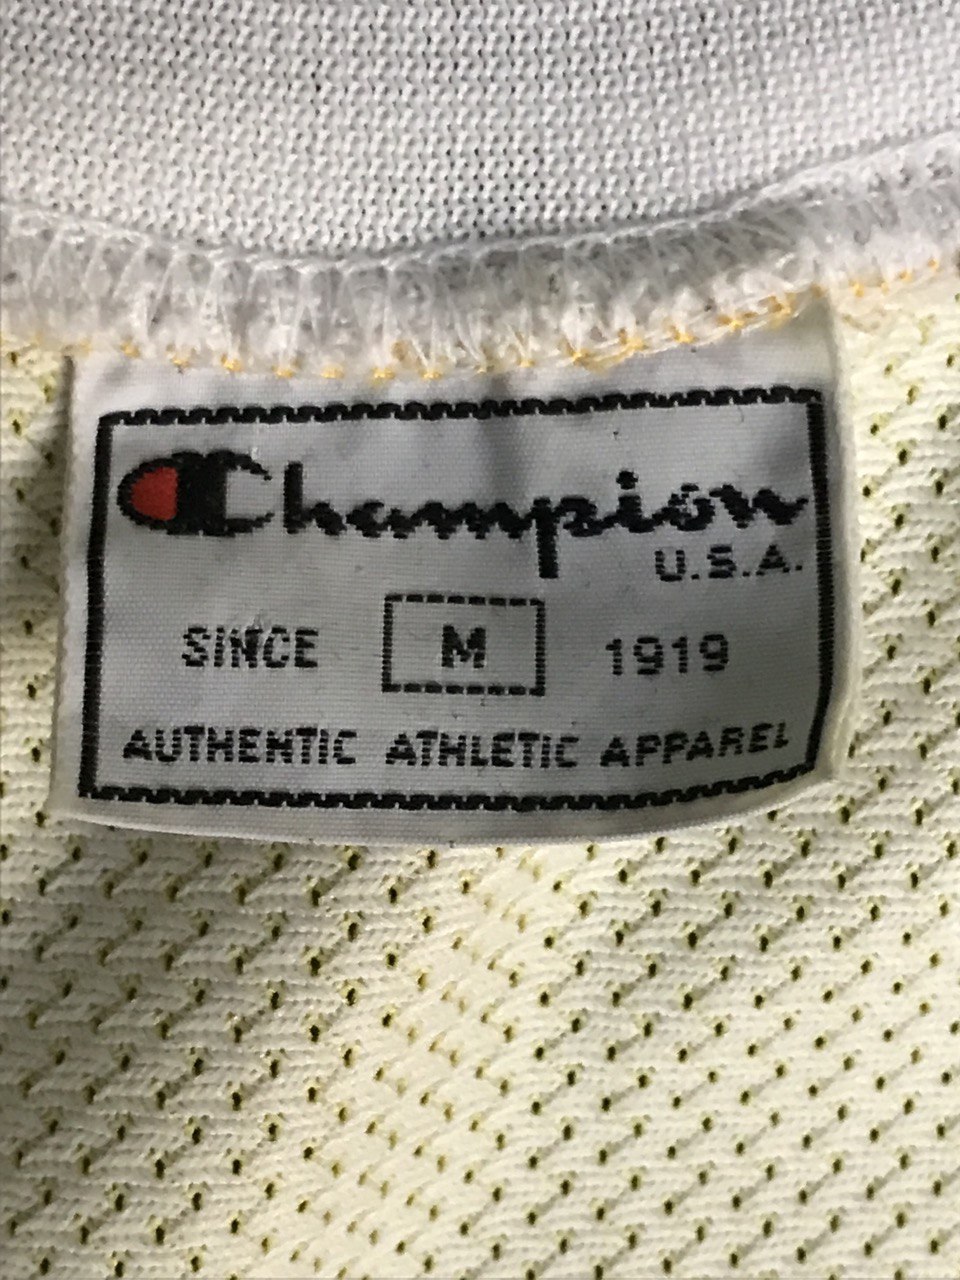 Champion
U.S.A.
SINCE M 1919
AUTHENTIC ATHLETIC APPAREL